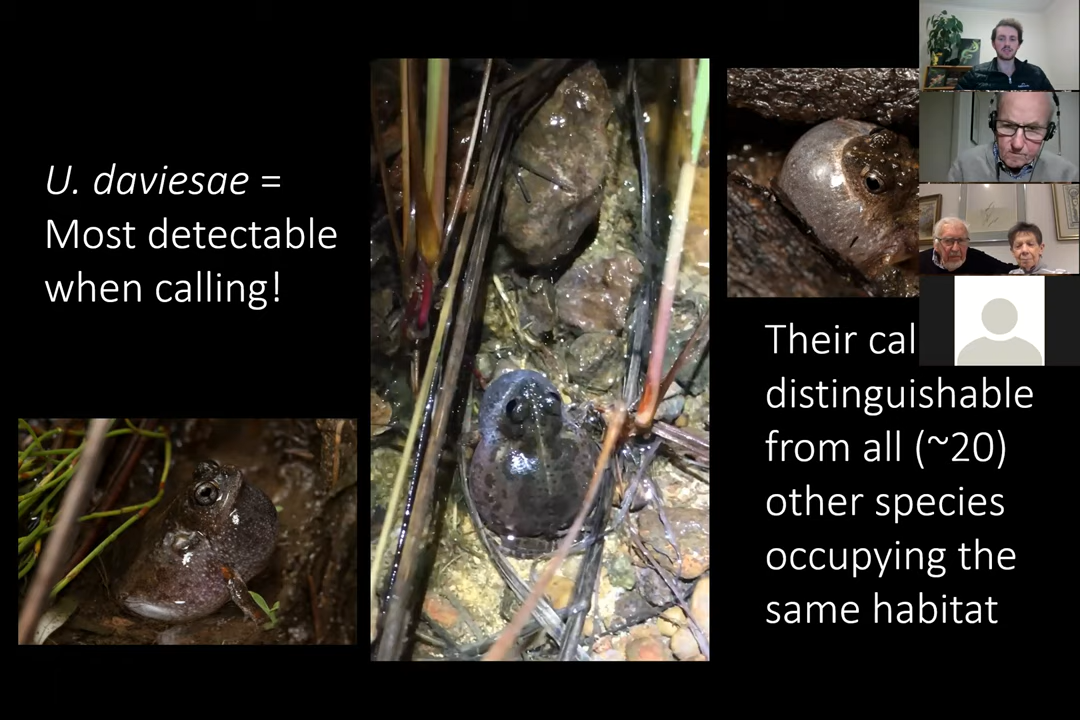 U. daviesae =
Most detectable
when calling!
Their cal
distinguishable
from all (~20)
other species
occupying the
same habitat